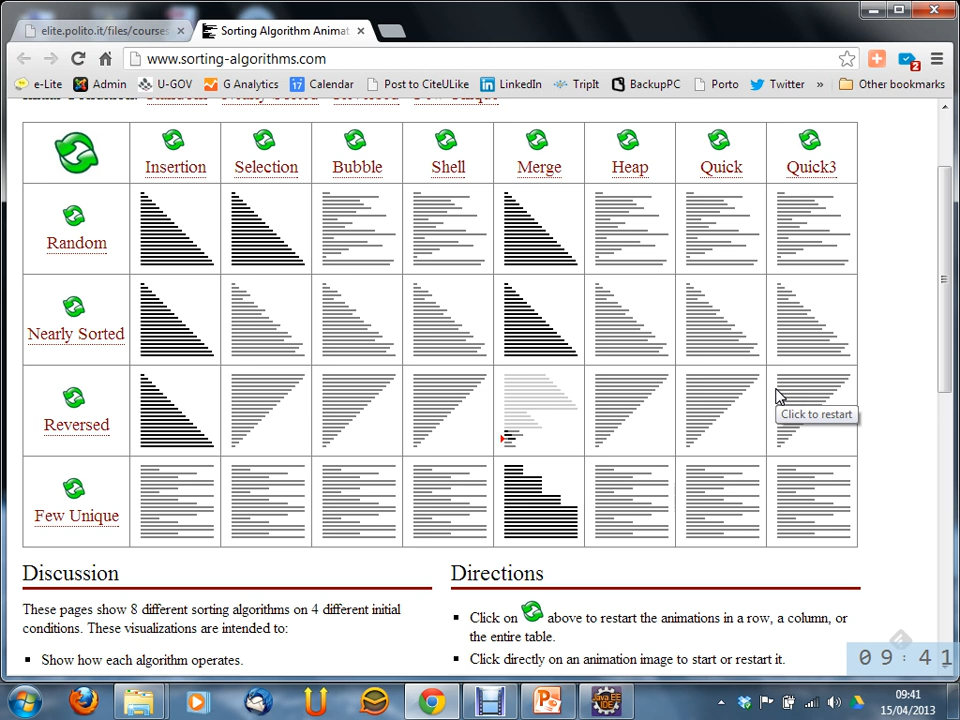 elite.polito.it/files/courses
Sorting Algorithm Animat
www.sorting-algorithms.com
2
e-Lite
Admin
U-GOV
G Analytics
17 Calendar
Post to CiteULike
LinkedIn
TripIt
BackupPC
Porto
Twitter
»
Other bookmarks
Insertion
Selection
Bubble
Shell
Merge
Heap
Quick
Quick3
Random
Nearly Sorted
Reversed
Click to restart
Few Unique
Discussion
These pages show 8 different sorting algorithms on 4 different initial
conditions. These visualizations are intended to:
Show how each algorithm operates.
Directions
Click on above to restart the animations in a row, a column, or
the entire table.
Click directly on an animation image to start or restart it.
09:41
09:41
15/04/2013